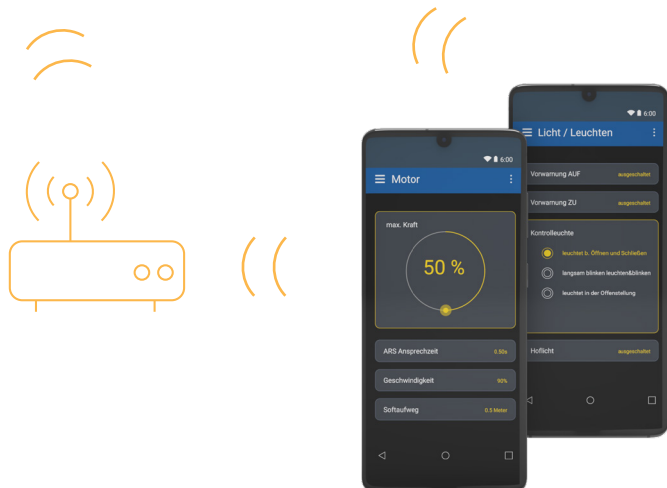 6:00
Motor
max. Kraft
50 %
ARS Ansprechzeit
0.50s
Geschwindigkeit
90%
Softaufweg
0.5 Meter
6:00
Licht / Leuchten
Vorwarnung AUF
ausgeschaltet
Vorwarnung ZU
ausgeschaltet
Kontrolleuchte
leuchtet b. Öffnen und Schließen
langsam blinken leuchten&blinken
leuchtet in der Offenstellung
Hoflicht
ausgeschaltet